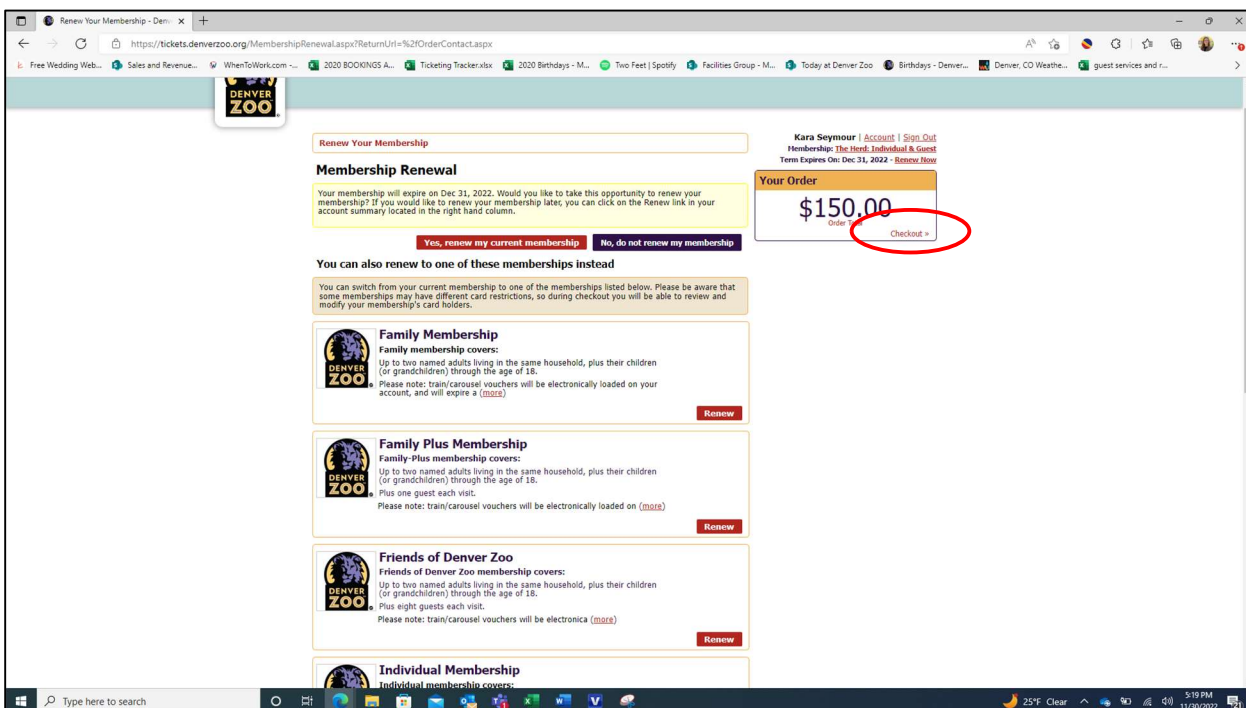 Renew Your Membership - Denv
https://tickets.denverzoo.org/MembershipRenewal.aspx?ReturnUrl=%2fOrderContact.aspx
Free Wedding Web... Sales and Revenue... WhenToWork.com -... 2020 BOOKINGS A... Ticketing Tracker.xlsx 2020 Birthdays - M... Two Feet | Spotify Facilities Group - M... Today at Denver Zoo Birthdays - Denver... Denver, CO Weathe... guest services and r...
DENVER
ZOO
Kara Seymour | Account | Sign Out
Membership: The Herd: Individual & Guest
Term Expires On: Dec 31, 2022 - Renew Now
Your Order
$150.00
Order Total
Checkout »
Renew Your Membership
Membership Renewal
Your membership will expire on Dec 31, 2022. Would you like to take this opportunity to renew your
membership? If you would like to renew your membership later, you can click on the Renew link in your
account summary located in the right hand column.
Yes, renew my current membership No, do not renew my membership
You can also renew to one of these memberships instead
You can switch from your current membership to one of the memberships listed below. Please be aware that
some memberships may have different card restrictions, so during checkout you will be able to review and
modify your membership's card holders.
DENVER
ZOO
Family Membership
Family membership covers:
Up to two named adults living in the same household, plus their children
(or grandchildren) through the age of 18.
Please note: train/carousel vouchers will be electronically loaded on your
account, and will expire a (more)
Renew
DENVER
ZOO
Family Plus Membership
Family-Plus membership covers:
Up to two named adults living in the same household, plus their children
(or grandchildren) through the age of 18.
Plus one guest each visit.
Please note: train/carousel vouchers will be electronically loaded on (more)
Renew
DENVER
ZOO
Friends of Denver Zoo
Friends of Denver Zoo membership covers:
Up to two named adults living in the same household, plus their children
(or grandchildren) through the age of 18.
Plus eight guests each visit.
Please note: train/carousel vouchers will be electronica (more)
Renew
Individual Membership
Individual membership covers:
Type here to search
25°F Clear
5:19 PM
11/30/2022
21